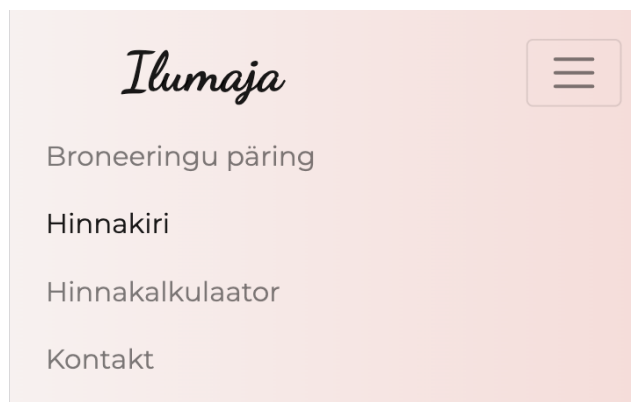 Ilumaja
Broneeringu päring
Hinnakiri
Hinnakalkulaator
Kontakt